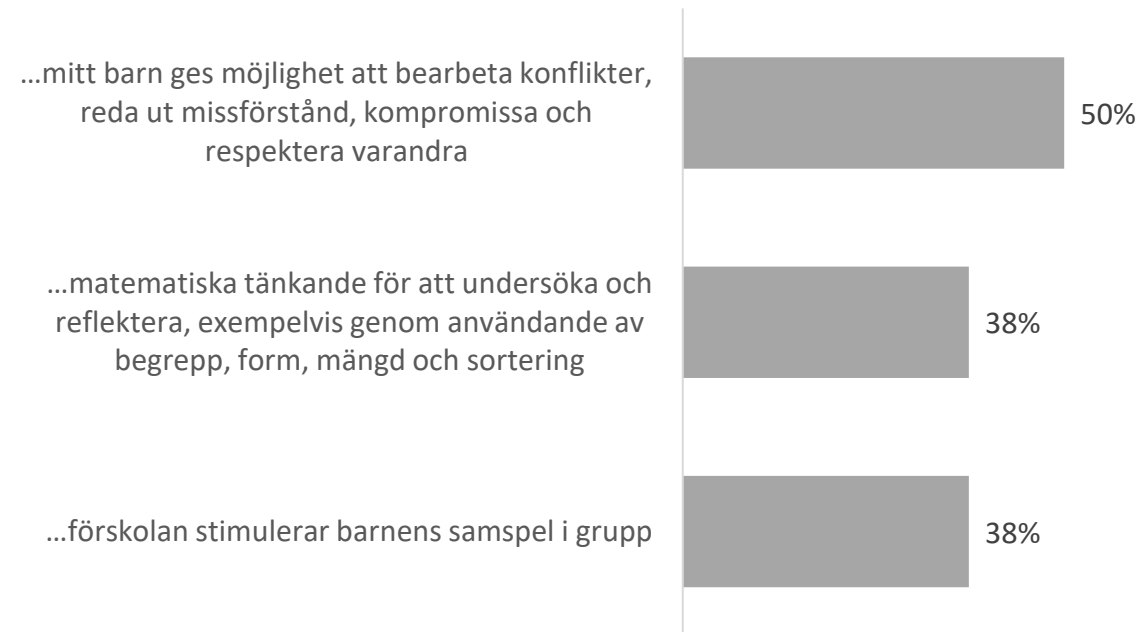 ...mitt barn ges möjlighet att bearbeta konflikter,
reda ut missförstånd, kompromissa och
respektera varandra
50%
...matematiska tänkande för att undersöka och
reflektera, exempelvis genom användande av
begrepp, form, mängd och sortering
38%
...förskolan stimulerar barnens samspel i grupp
38%